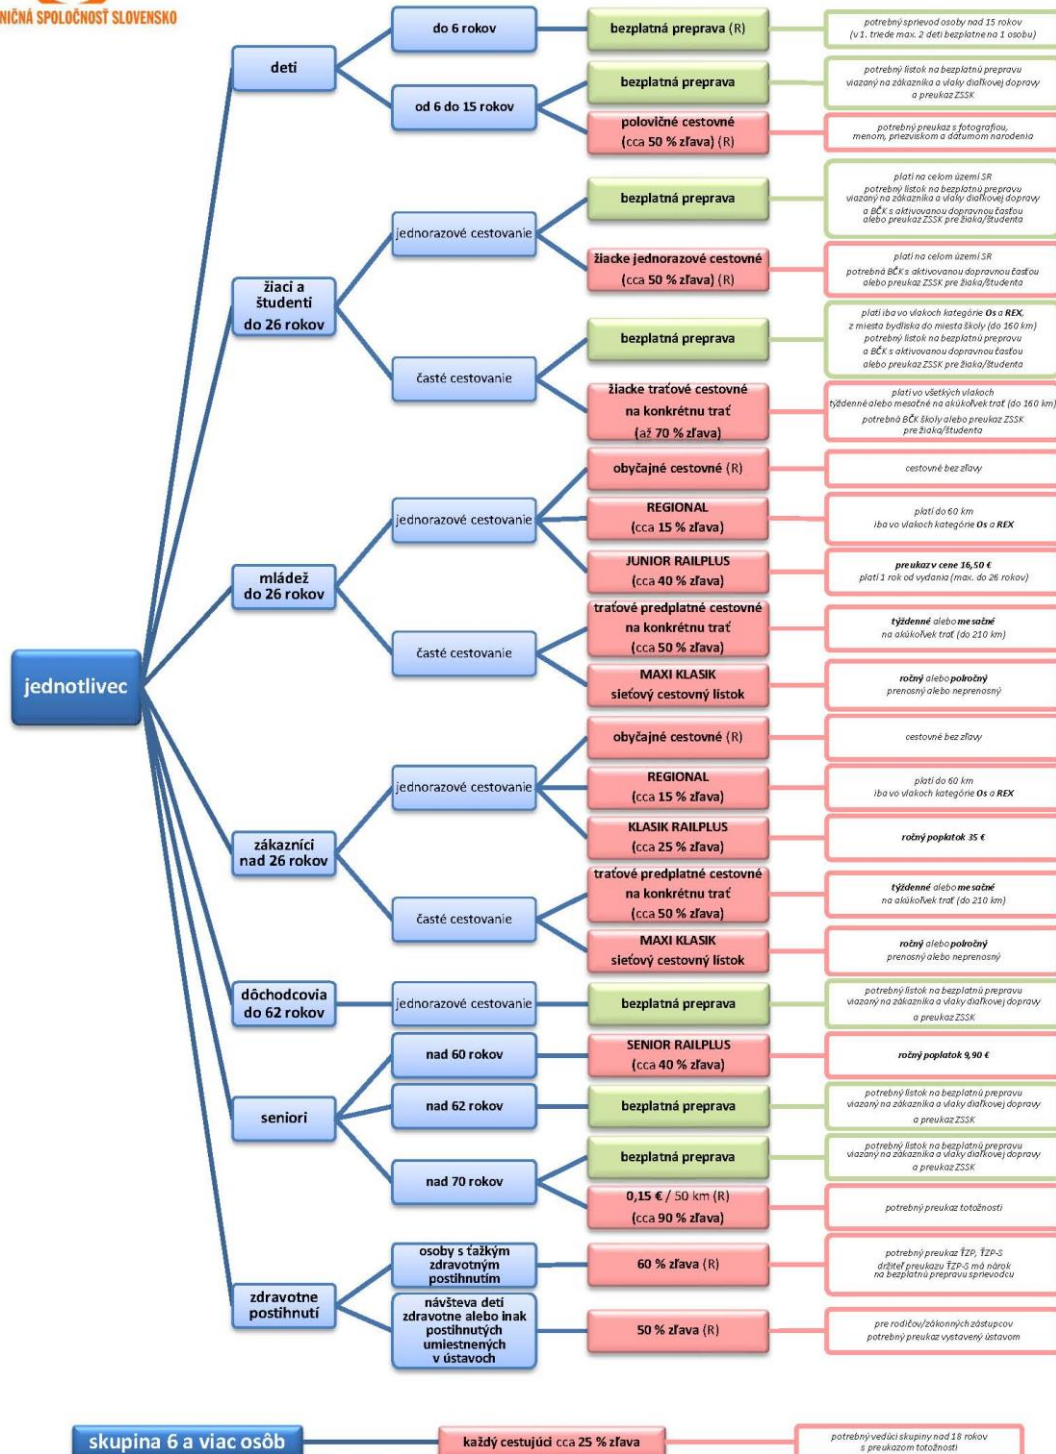 NIČNÁ SPOLOČNOSŤ SLOVENSKO
jednotlivec
deti
do 6 rokov
bezplatná preprava (R)
potrebný sprievod osoby nad 15 rokov
(v 1. triede max. 2 deti bezplatne na 1 osobu)
od 6 do 15 rokov
bezplatná preprava
potrebný lístok na bezplatnú prepravu
viazaný na zákazníka a vlaky diaľkovej dopravy
a preukaz ZSSK
polovičné cestovné
(cca 50 % zľava) (R)
potrebný preukaz s fotografiou,
menom, priezviskom a dátumom narodenia
žiaci a
študenti
do 26 rokov
jednorazové cestovanie
bezplatná preprava
platí na celom území SR
potrebný lístok na bezplatnú prepravu
viazaný na zákazníka a vlaky diaľkovej dopravy
a BČK s aktivovanou dopravnou časťou
alebo preukaz ZSSK pre žiaka/študenta
žiacke jednorazové cestovné
(cca 50 % zľava) (R)
platí na celom území SR
potrebná BČK s aktivovanou dopravnou časťou
alebo preukaz ZSSK pre žiaka/študenta
časté cestovanie
bezplatná preprava
platí iba vo vlakoch kategórie Os a REX,
z miesta bydliska do miesta školy (do 160 km)
potrebný lístok na bezplatnú prepravu
a BČK s aktivovanou dopravnou časťou
alebo preukaz ZSSK pre žiaka/študenta
žiacke traťové cestovné
na konkrétnu trať
(až 70 % zľava)
platí vo všetkých vlakoch
týždenné alebo mesačné na akúkoľvek trať (do 160 km)
potrebná BČK školy alebo preukaz ZSSK
pre žiaka/študenta
mládež
do 26 rokov
jednorazové cestovanie
obyčajné cestovné (R)
cestovné bez zľavy
REGIONAL
(cca 15 % zľava)
platí do 60 km
iba vo vlakoch kategórie Os a REX
JUNIOR RAILPLUS
(cca 40 % zľava)
preukaz v cene 16,50 €
platí 1 rok od vydania (max. do 26 rokov)
časté cestovanie
traťové predplatné cestovné
na konkrétnu trať
(cca 50 % zľava)
týždenné alebo mesačné
na akúkoľvek trať (do 210 km)
MAXI KLASIK
sieťový cestovný lístok
ročný alebo polročný
prenosný alebo neprenosný
zákazníci
nad 26 rokov
jednorazové cestovanie
obyčajné cestovné (R)
cestovné bez zľavy
REGIONAL
(cca 15 % zľava)
platí do 60 km
iba vo vlakoch kategórie Os a REX
KLASIK RAILPLUS
(cca 25 % zľava)
ročný poplatok 35 €
časté cestovanie
traťové predplatné cestovné
na konkrétnu trať
(cca 50 % zľava)
týždenné alebo mesačné
na akúkoľvek trať (do 210 km)
MAXI KLASIK
sieťový cestovný lístok
ročný alebo polročný
prenosný alebo neprenosný
dôchodcovia
do 62 rokov
jednorazové cestovanie
bezplatná preprava
potrebný lístok na bezplatnú prepravu
viazaný na zákazníka a vlaky diaľkovej dopravy
a preukaz ZSSK
seniori
nad 60 rokov
SENIOR RAILPLUS
(cca 40 % zľava)
ročný poplatok 9,90 €
nad 62 rokov
bezplatná preprava
potrebný lístok na bezplatnú prepravu
viazaný na zákazníka a vlaky diaľkovej dopravy
a preukaz ZSSK
nad 70 rokov
bezplatná preprava
potrebný lístok na bezplatnú prepravu
viazaný na zákazníka a vlaky diaľkovej dopravy
a preukaz ZSSK
0,15 € / 50 km (R)
(cca 90 % zľava)
potrebný preukaz totožnosti
zdravotne
postihnutí
osoby s ťažkým
zdravotným
postihnutím
60 % zľava (R)
potrebný preukaz ŤZP, ŤZP-S
držiteľ preukazu ŤZP-S má nárok
na bezplatnú prepravu sprievodcu
návšteva detí
zdravotne alebo inak
postihnutých
umiestnených
v ústavoch
50 % zľava (R)
pre rodičov/zákonných zástupcov
potrebný preukaz vystavený ústavom
skupina 6 a viac osôb
každý cestujúci cca 25 % zľava
potrebný vedúci skupiny nad 18 rokov
s preukazom totožnosti